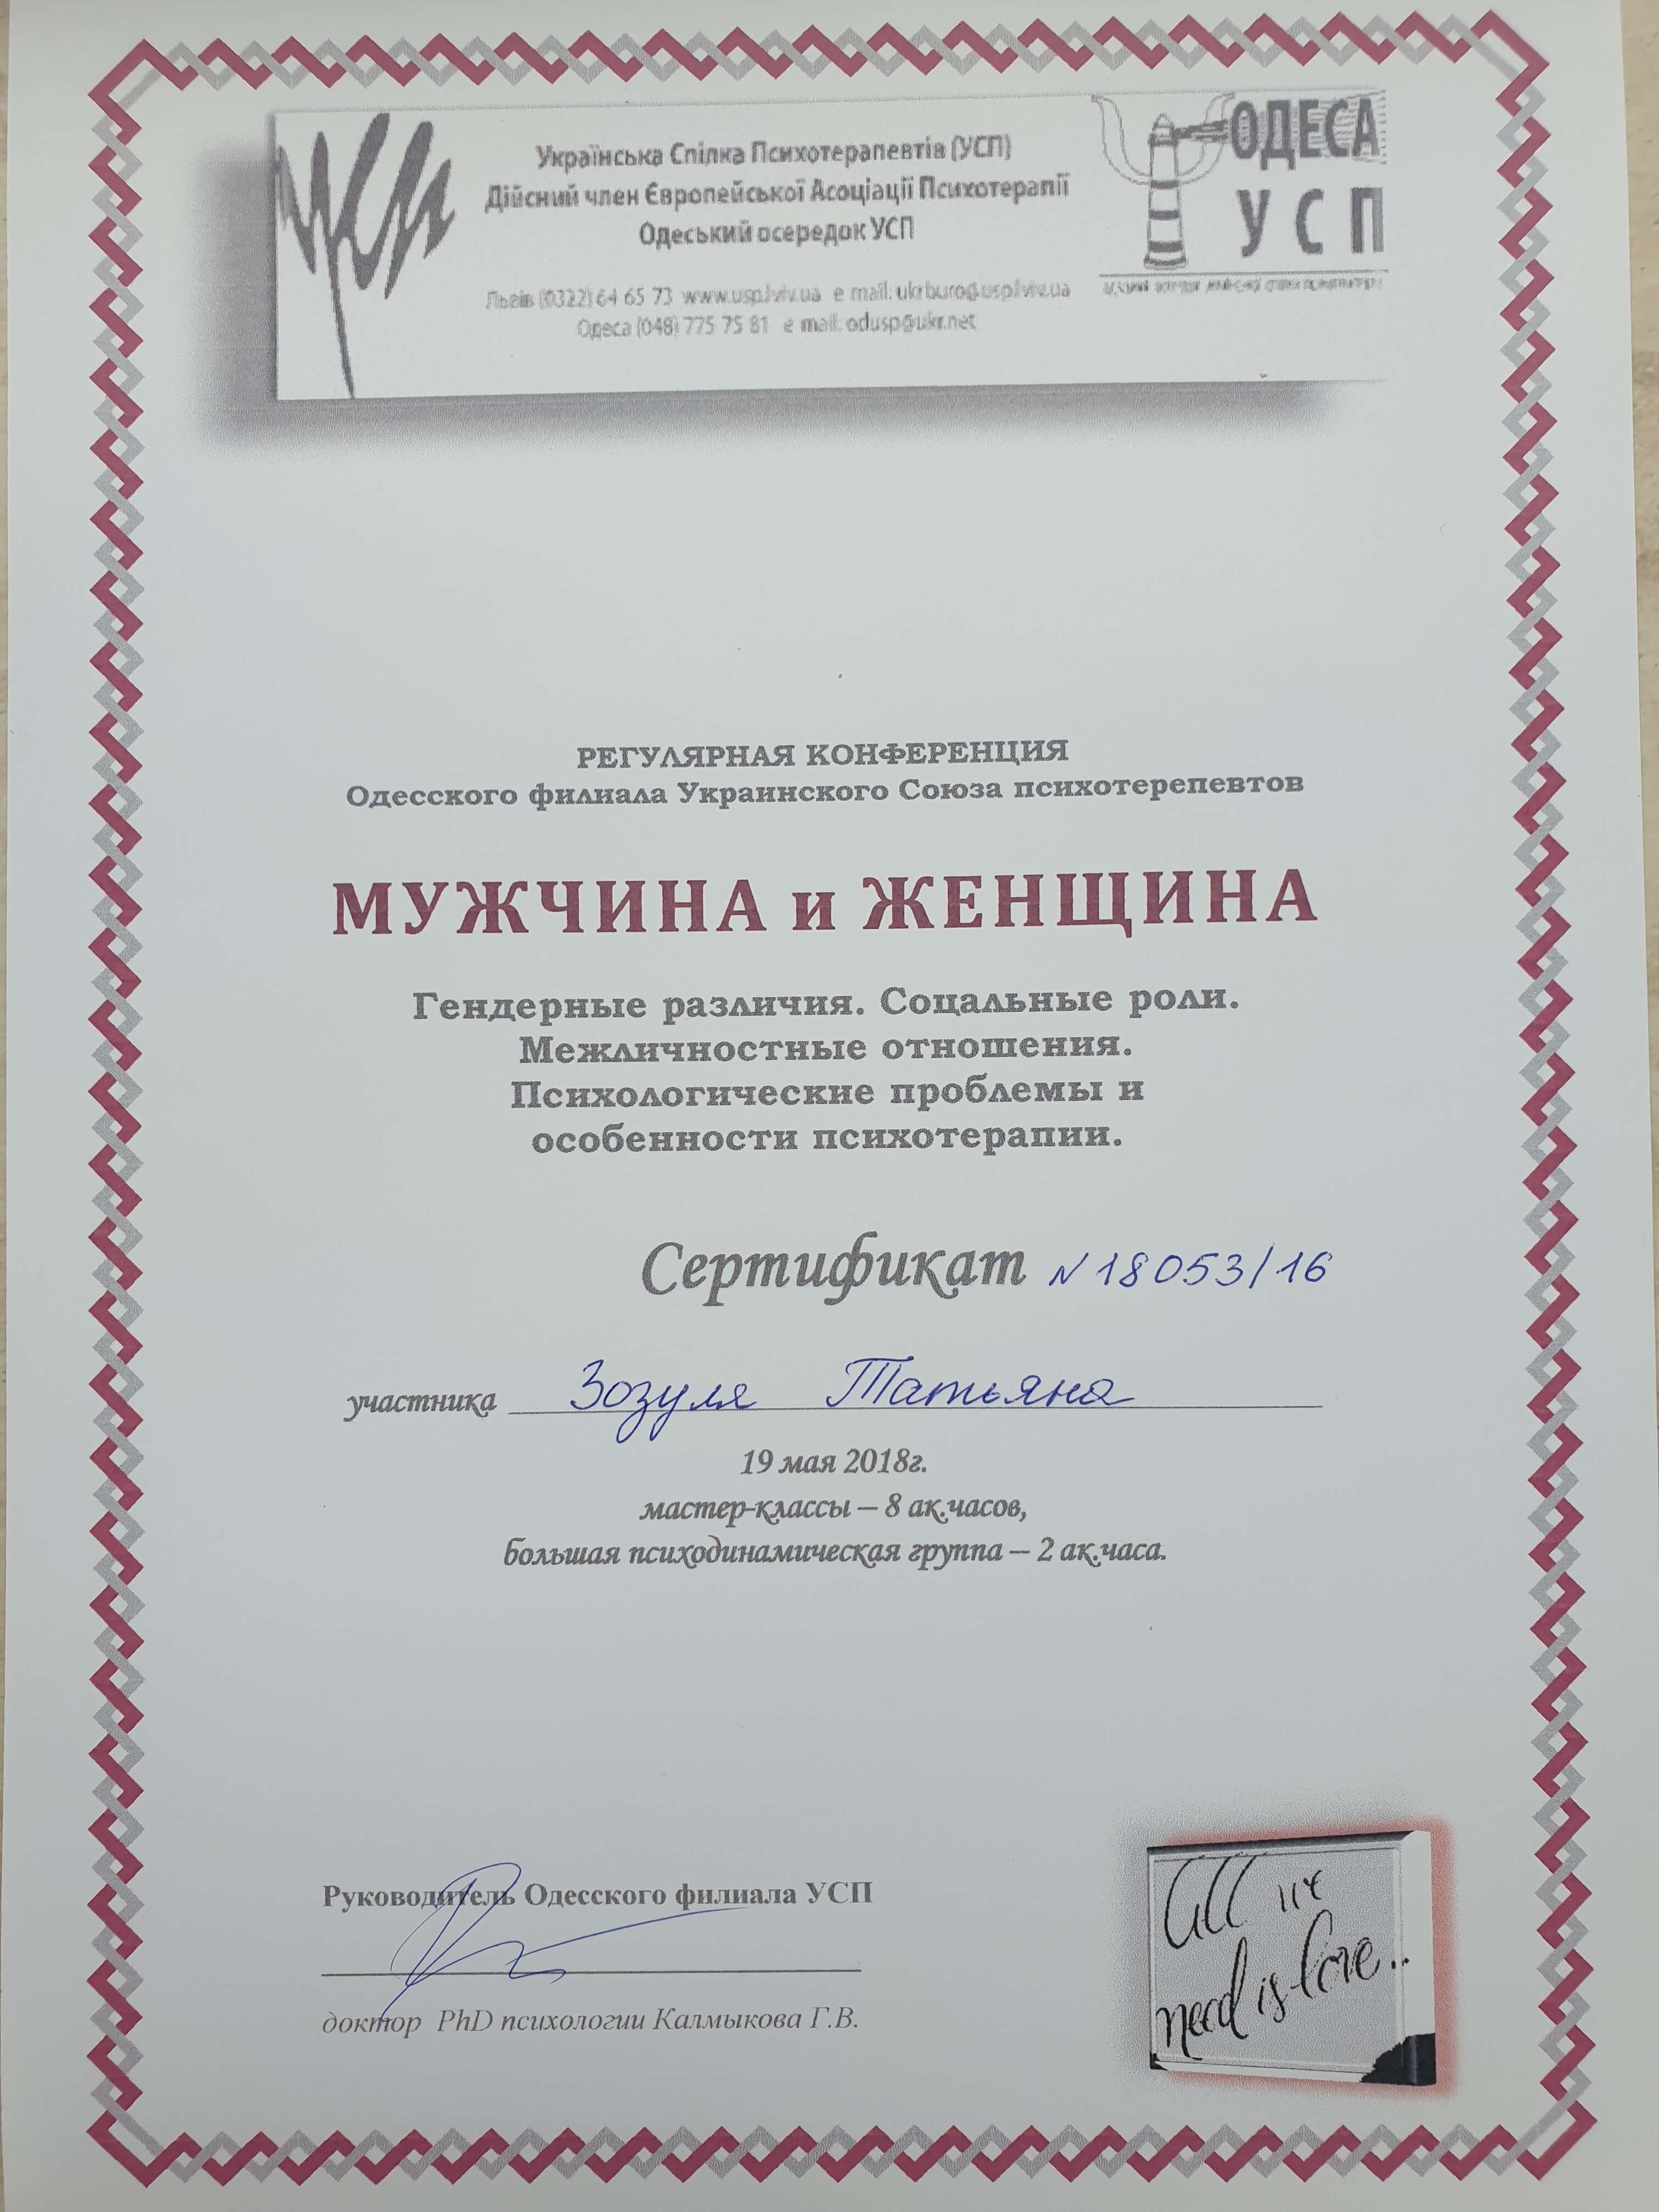 УСП
Українська Спілка Психотерапевтів (УСП)
Дійсний член Європейської Асоціації Психотерапії
Одеський осередок УСП
Львів (0322) 64 65 73 www.usp.lviv.ua e mail: ukrburo@usp.lviv.ua
Одеса (048) 775 75 81 e mail: odusp@ukr.net
ОДЕСА
УСП
РЕГУЛЯРНАЯ КОНФЕРЕНЦИЯ
Одесского филиала Украинского Союза психотерепевтов
МУЖЧИНА и ЖЕНЩИНА
Гендерные различия. Соцальные роли.
Межличностные отношения.
Психологические проблемы и
особенности психотерапии.
Сертификат N 18053/16
участника Зозуля Татьяна
19 мая 2018г.
мастер-классы – 8 ак.часов,
большая психодинамическая группа – 2 ак.часа.
Руководитель Одесского филиала УСП
доктор PhD психологии Калмыкова Г.В.
all we
need is love...